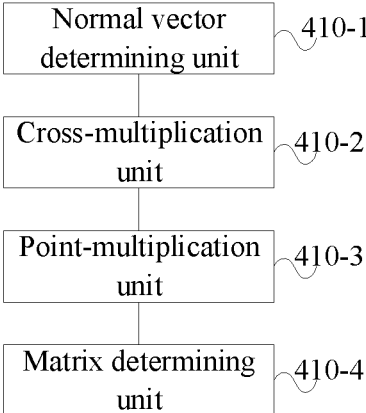 Normal vector
determining unit
410-1
Cross-multiplication
unit
410-2
Point-multiplication
unit
410-3
Matrix determining
unit
410-4